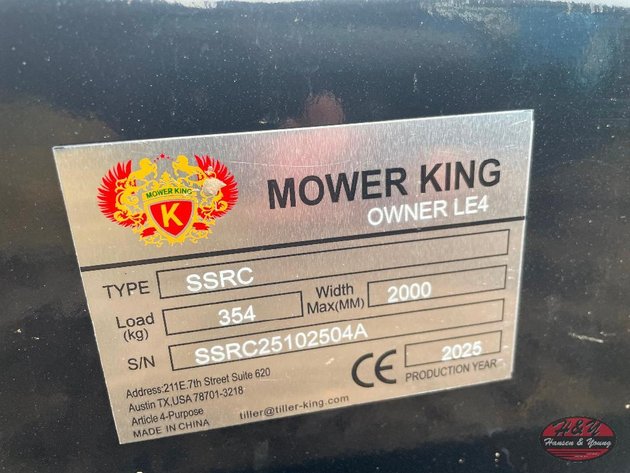 MOWER KING
K
MOWER KING
OWNER LE4
TYPE SSRC
Load (kg) 354 Width Max(MM) 2000
S/N SSRC25102504A
CE 2025
PRODUCTION YEAR
Address:211E.7th Street Suite 620
Austin TX,USA 78701-3218
Article 4-Purpose
tiller@tiller-king.com
MADE IN CHINA
H&Y
Hansen & Young